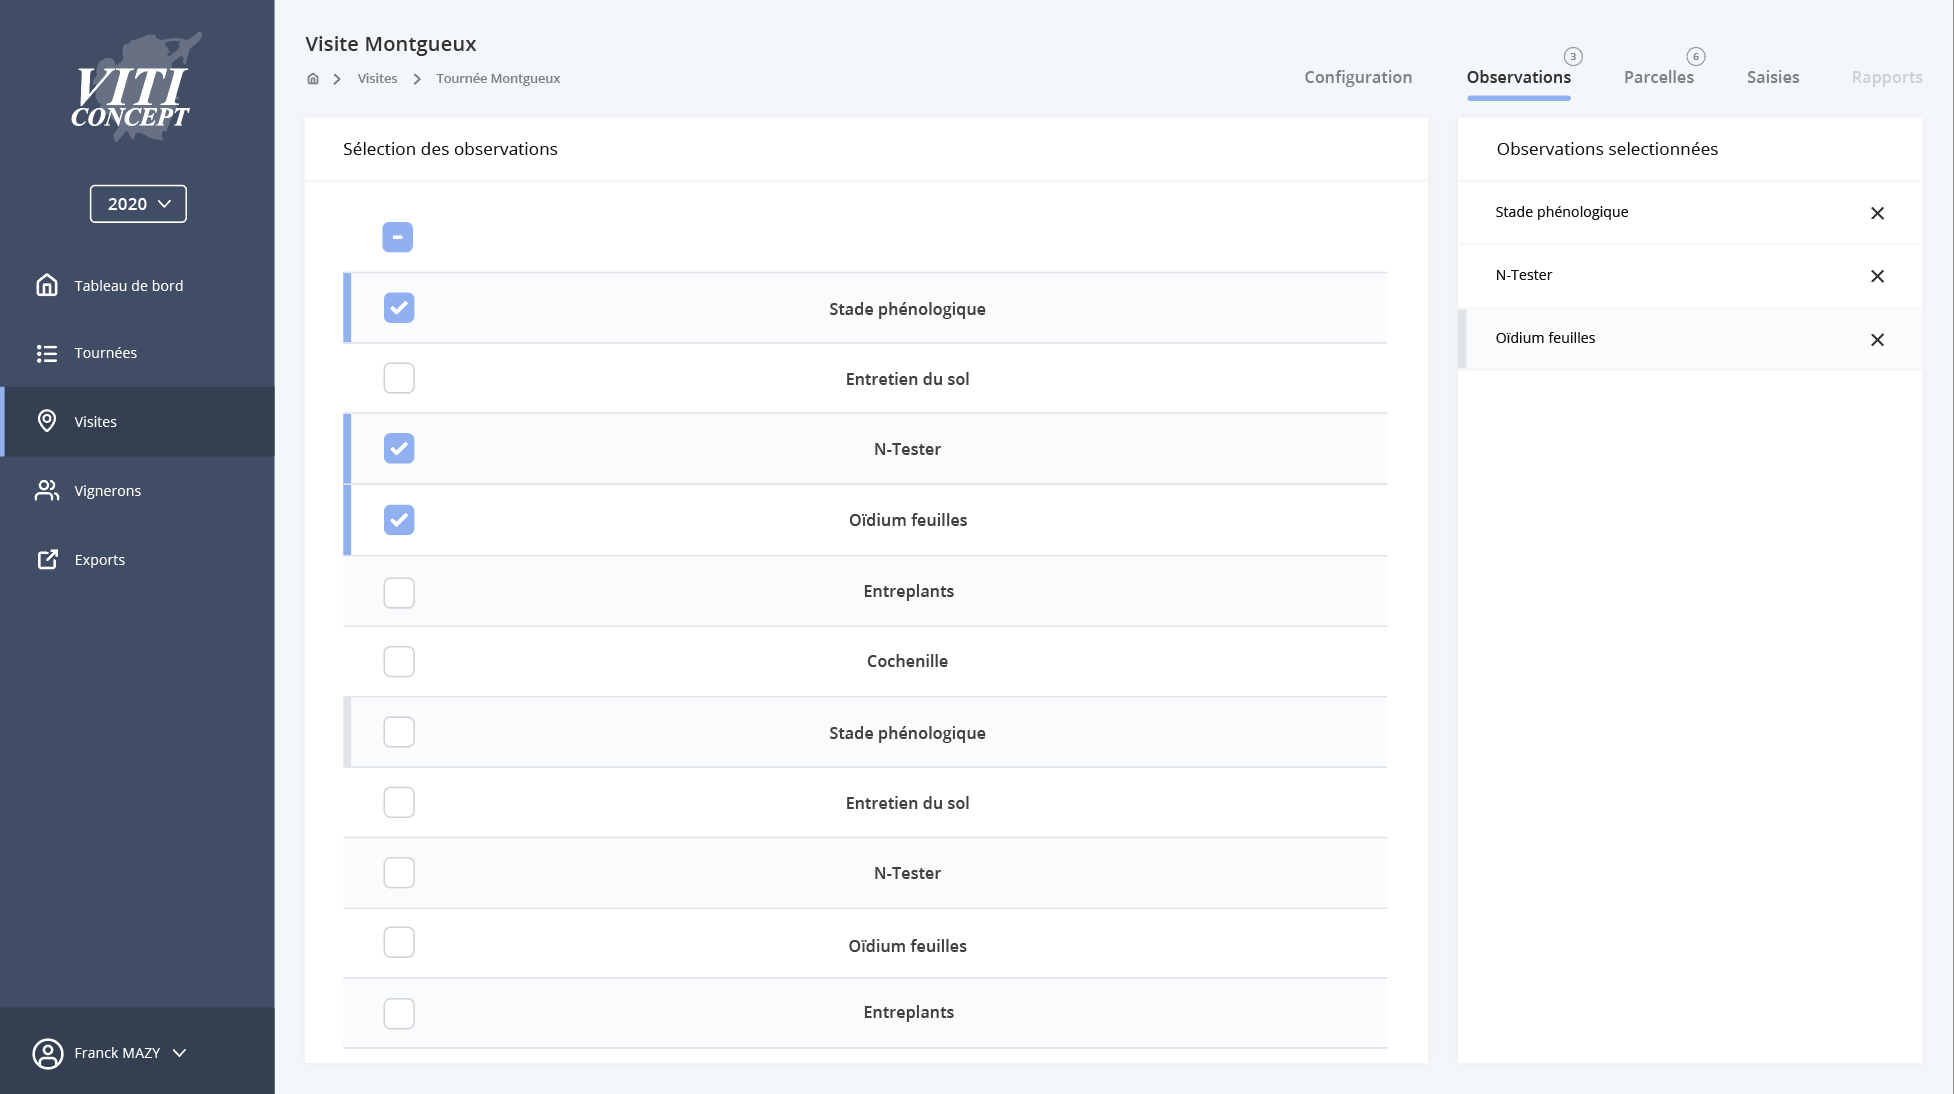 VITI
CONCEPT
2020
Tableau de bord
Tournées
Visites
Vignerons
Exports
Franck MAZY
Visite Montgueux
Visites
Tournée Montgueux
Configuration
Observations
3
Parcelles
6
Saisies
Rapports
Sélection des observations
Stade phénologique
Entretien du sol
N-Tester
Oïdium feuilles
Entreplants
Cochenille
Stade phénologique
Entretien du sol
N-Tester
Oïdium feuilles
Entreplants
Observations selectionnées
Stade phénologique
N-Tester
Oïdium feuilles